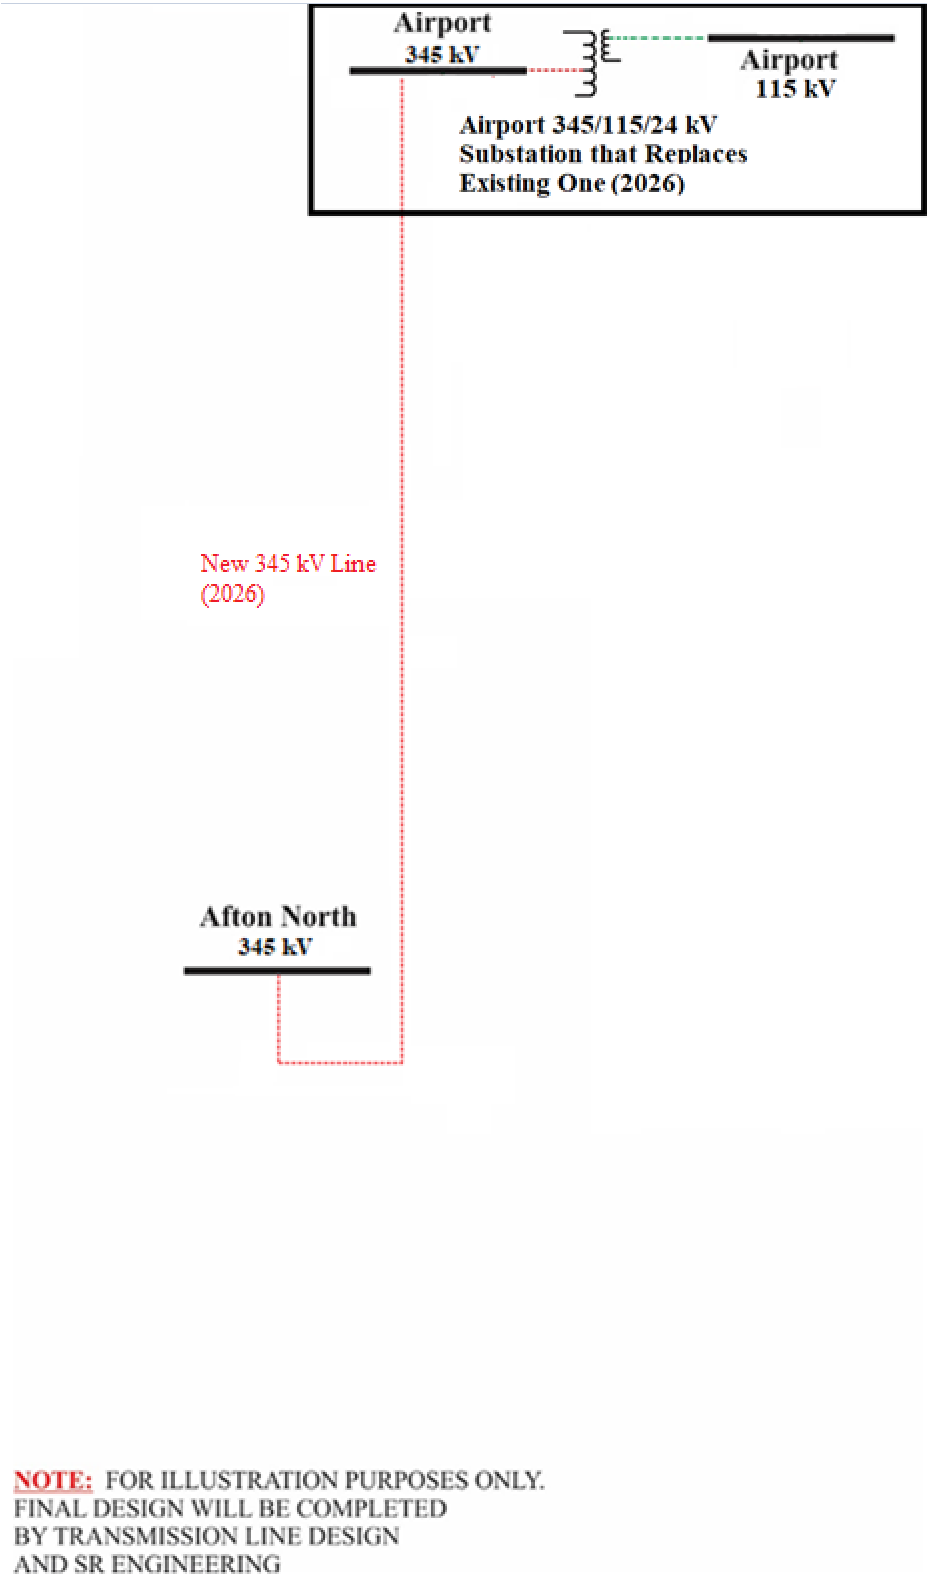 Airport
345 kV
Airport
115 kV
Airport 345/115/24 kV
Substation that Replaces
Existing One (2026)
New 345 kV Line
(2026)
Afton North
345 kV
NOTE: FOR ILLUSTRATION PURPOSES ONLY.
FINAL DESIGN WILL BE COMPLETED
BY TRANSMISSION LINE DESIGN
AND SR ENGINEERING